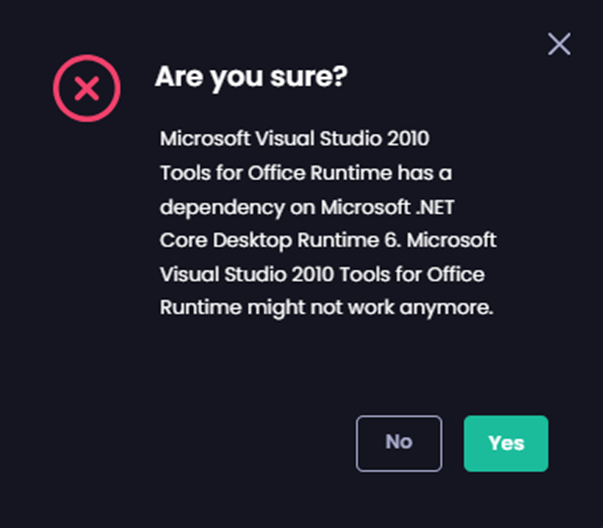 Are you sure?
Microsoft Visual Studio 2010
Tools for Office Runtime has a
dependency on Microsoft .NET
Core Desktop Runtime 6. Microsoft
Visual Studio 2010 Tools for Office
Runtime might not work anymore.
No
Yes